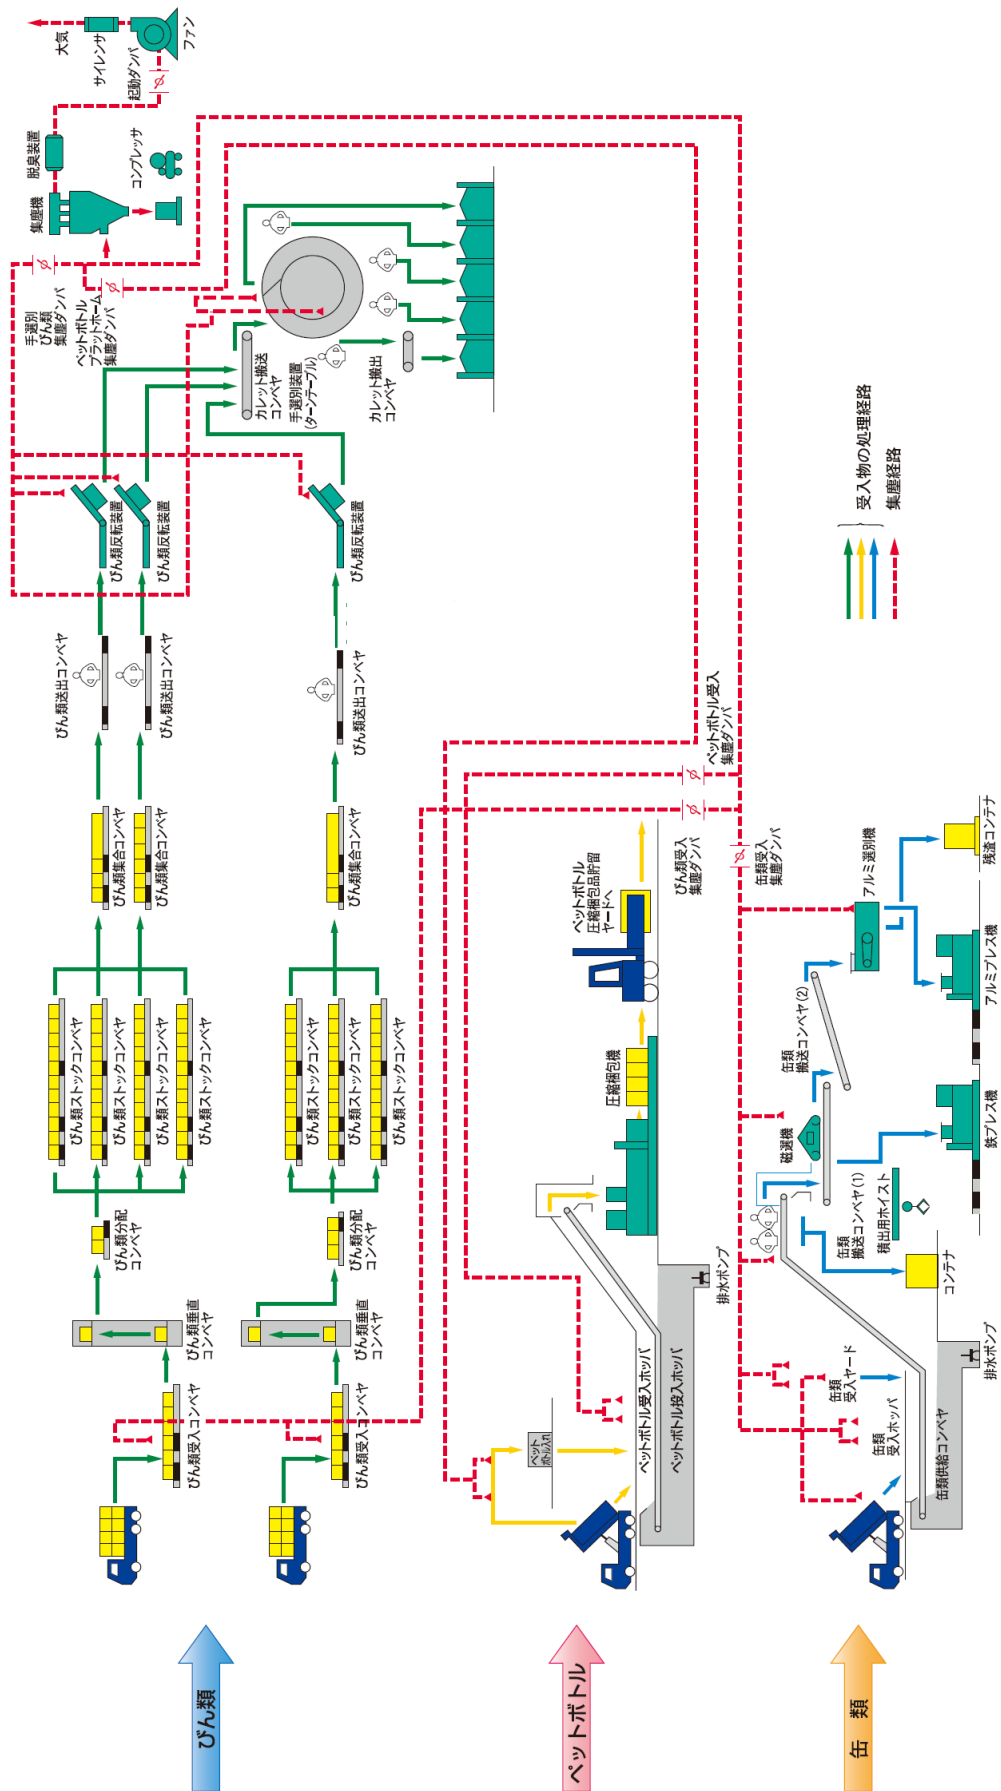 びん類
びん類受入コンベヤ
びん類垂直
コンベヤ
びん類分配
コンベヤ
びん類ストックコンベヤ
びん類ストックコンベヤ
びん類ストックコンベヤ
びん類ストックコンベヤ
びん類集合コンベヤ
びん類集合コンベヤ
びん類送出コンベヤ
びん類送出コンベヤ
びん類反転装置
びん類反転装置
びん類受入コンベヤ
びん類垂直
コンベヤ
びん類分配
コンベヤ
びん類ストックコンベヤ
びん類ストックコンベヤ
びん類ストックコンベヤ
びん類集合コンベヤ
びん類送出コンベヤ
びん類反転装置
手選別
びん類
集塵ダンパ
ペットボトル
プラットホーム
集塵ダンパ
集塵機
脱臭装置
コンプレッサ
起動ダンパ
サイレンサ
大気
ファン
カレット搬送
コンベヤ
手選別装置
(ターンテーブル)
カレット搬出
コンベヤ
ペットボトル
ペット
ボトル入れ
ペットボトル受入ホッパ
ペットボトル投入ホッパ
排水ポンプ
圧縮梱包機
ペットボトル
圧縮梱包品貯留
ヤードへ
びん類受入
集塵ダンパ
ペットボトル受入
集塵ダンパ
缶類受入
集塵ダンパ
缶 類
缶類
受入ホッパ
缶類
受入ヤード
缶類供給コンベヤ
排水ポンプ
コンテナ
缶類
搬送コンベヤ(1)
積出用ホイスト
磁選機
缶類
搬送コンベヤ(2)
アルミ選別機
鉄プレス機
アルミプレス機
残渣コンテナ
受入物の処理経路
集塵経路